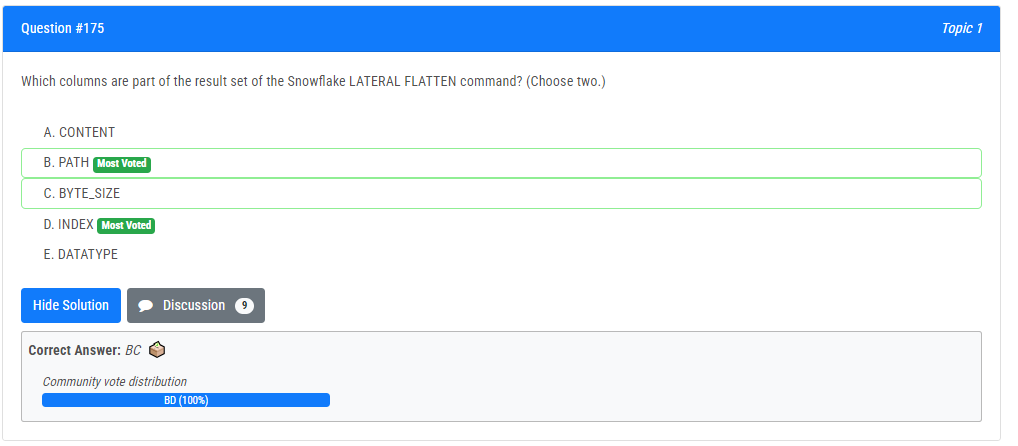 Question #175 Topic 1
Which columns are part of the result set of the Snowflake LATERAL FLATTEN command? (Choose two.)
A. CONTENT
B. PATH Most Voted
C. BYTE_SIZE
D. INDEX Most Voted
E. DATATYPE
Hide Solution Discussion 9
Correct Answer: BC
Community vote distribution
BD (100%)